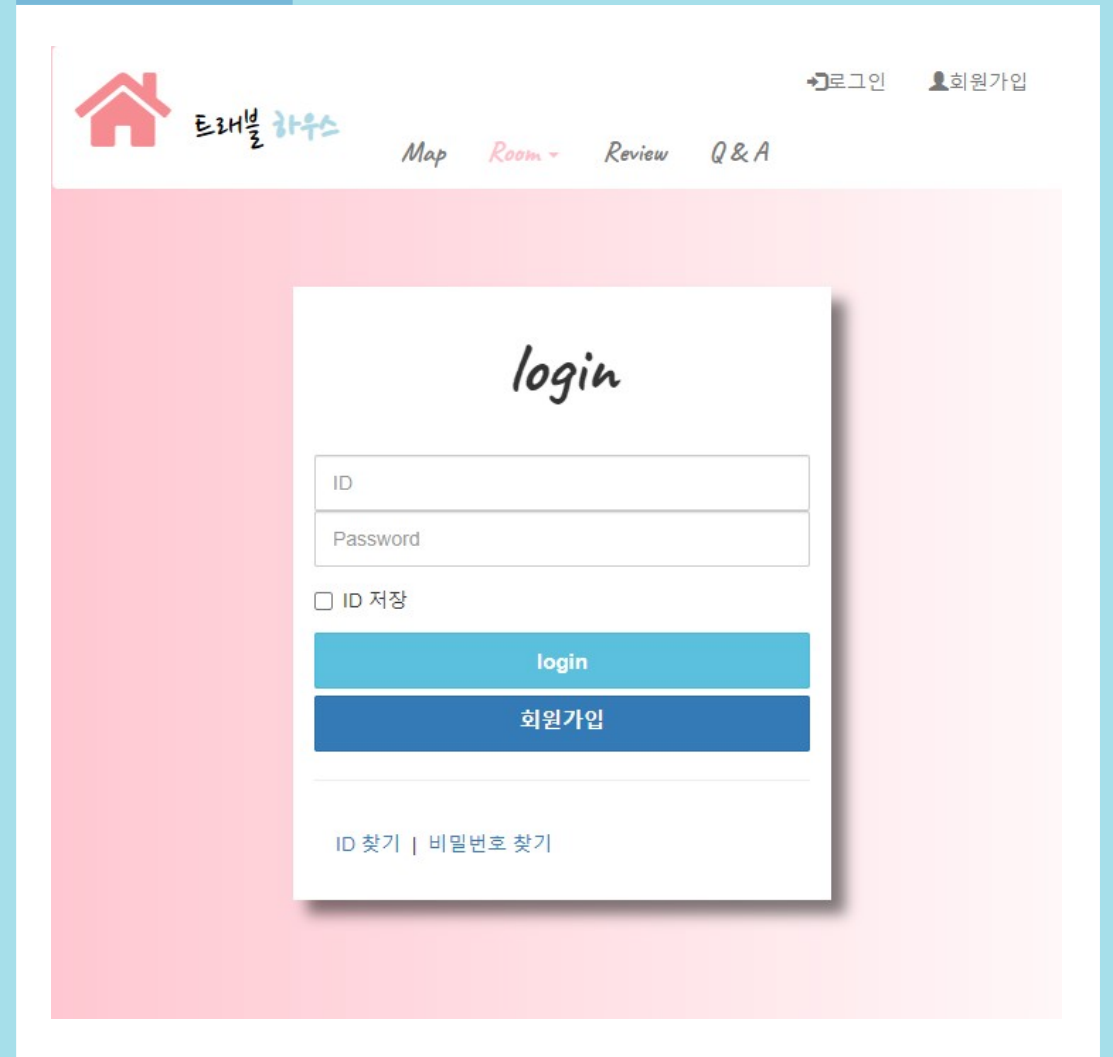 로그인 회원가입
트래블 하우스
Map Room Review Q & A
login
ID
Password
ID 저장
login
회원가입
ID 찾기 | 비밀번호 찾기